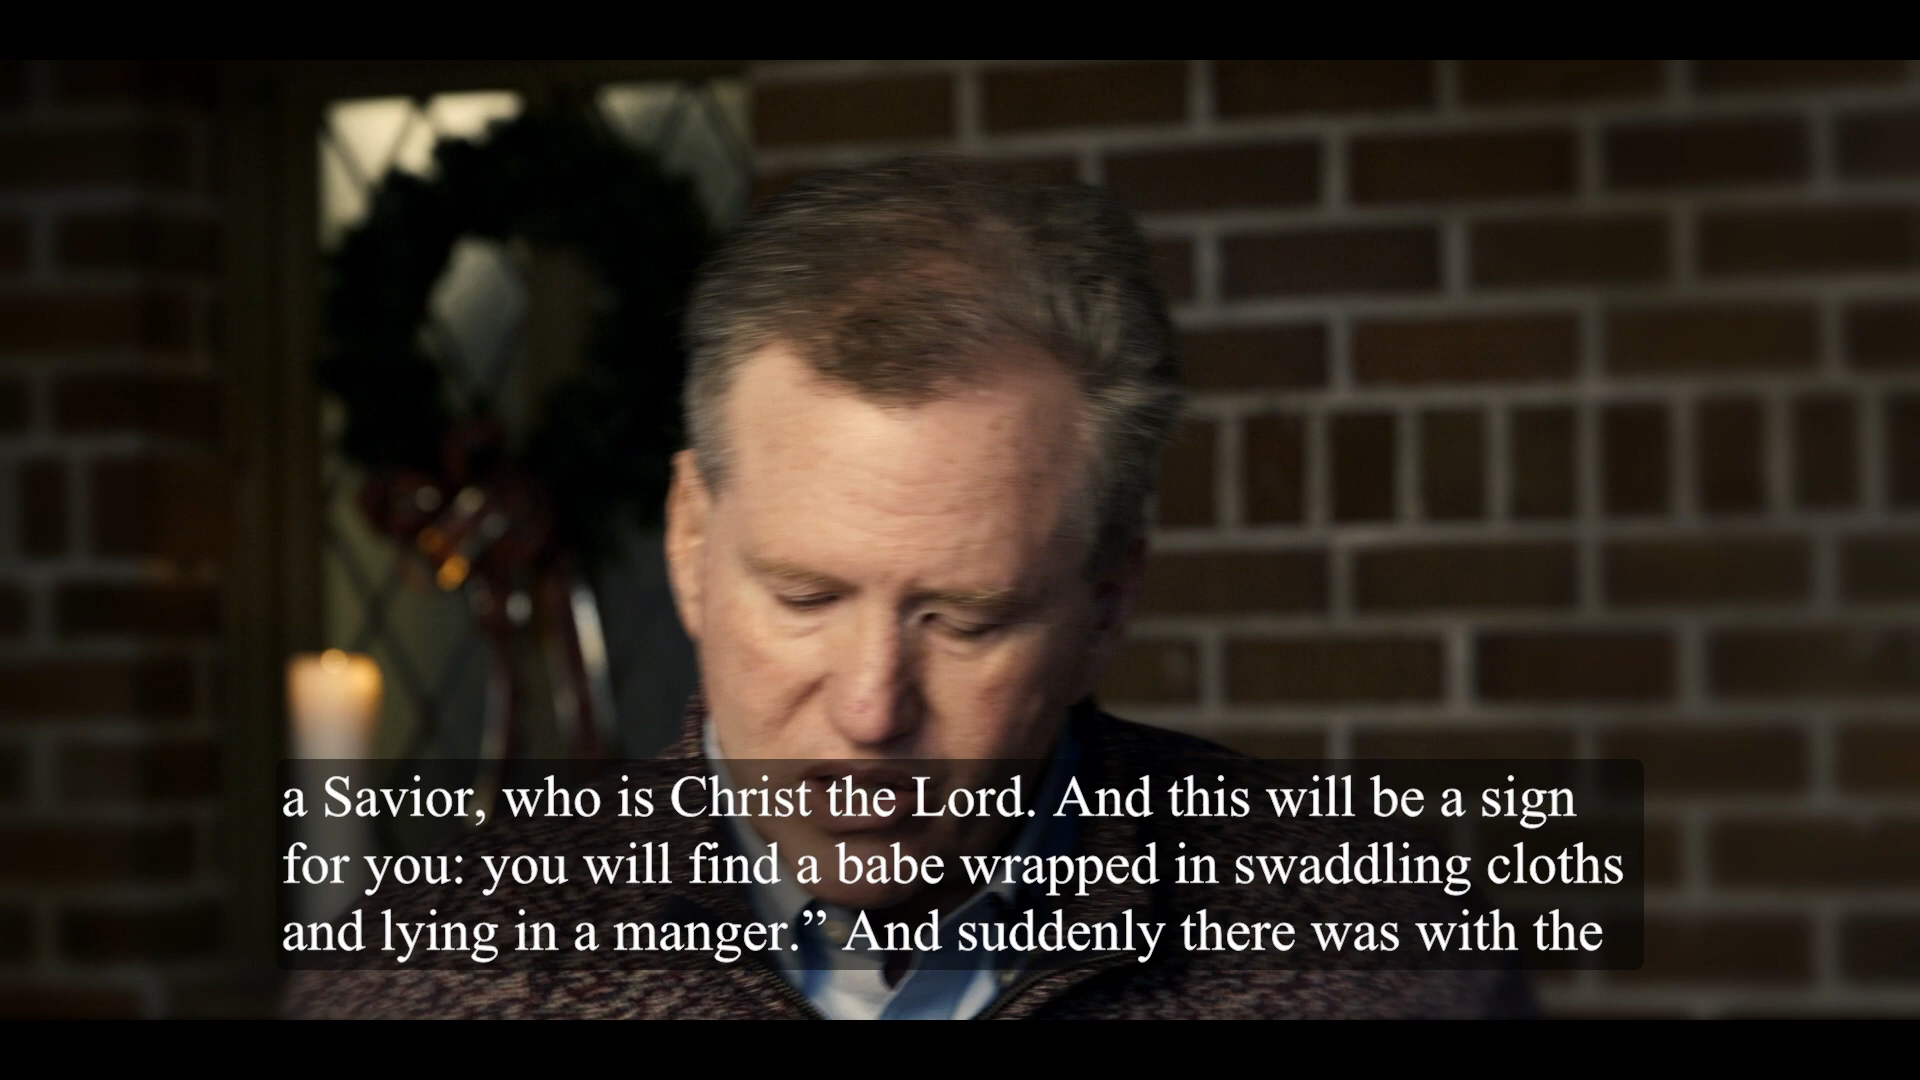 a Savior, who is Christ the Lord. And this will be a sign
for you: you will find a babe wrapped in swaddling cloths
and lying in a manger.” And suddenly there was with the